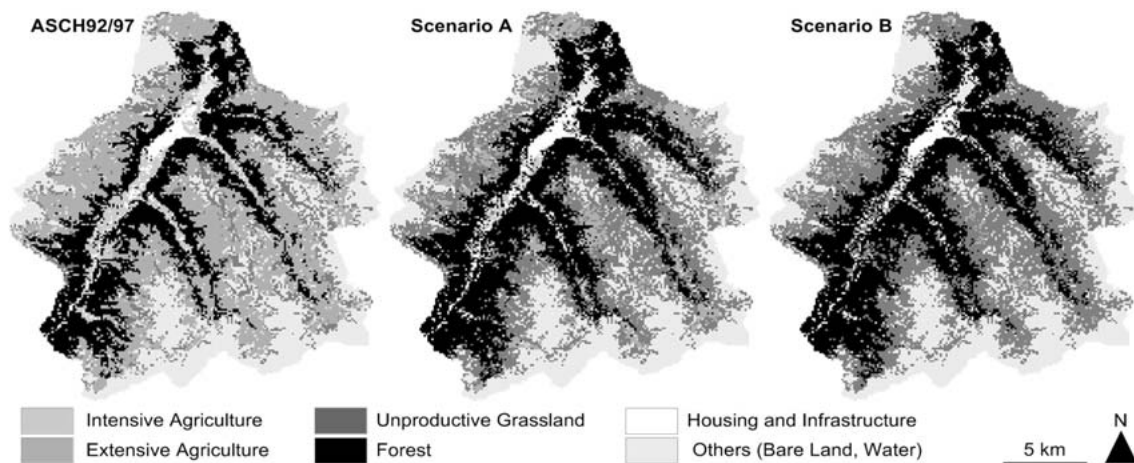 ASCH92/97 Scenario A Scenario B
Intensive Agriculture Unproductive Grassland Housing and Infrastructure N
Extensive Agriculture Forest Others (Bare Land, Water) 5 km